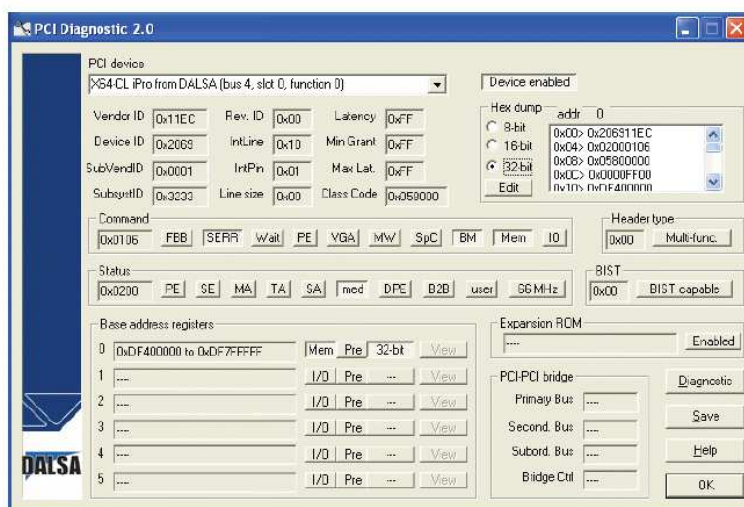 PCI Diagnostic 2.0
PCI device
X64-CL iPro from DALSA (bus 4, slot 0, function 0)
Device enabled
Vendor ID 0x11EC Rev. ID 0x00 Latency 0xFF
Device ID 0x2069 IntLine 0x10 Min Grant 0xFF
SubVendID 0x0001 IntPin 0x01 Max Lat. 0xFF
SubsystID 0x3233 Line size 0x00 Class Code 0x058000
Hex dump addr 0
8-bit
16-bit
32-bit
Edit
0x00> 0x206911EC
0x04> 0x02000106
0x08> 0x05800000
0x0C> 0x0000FF00
0x10> 0xDF400000
Command
0x0106 FBB SERR Wait PE VGA MW SpC BM Mem IO
Header type
0x00 Multi-func.
Status
0x0200 PE SE MA TA SA med DPE B2B user 66 MHz
BIST
0x00 BIST capable
Base address registers
0 0xDF400000 to 0xDF7FFFFF Mem Pre 32-bit View
1 ---- I/O Pre --- View
2 ---- I/O Pre --- View
3 ---- I/O Pre --- View
4 ---- I/O Pre --- View
5 ---- I/O Pre --- View
Expansion ROM
---- Enabled
PCI-PCI bridge
Primary Bus ----
Second. Bus ----
Subord. Bus ----
Bridge Ctrl ----
Diagnostic
Save
Help
OK
DALSA